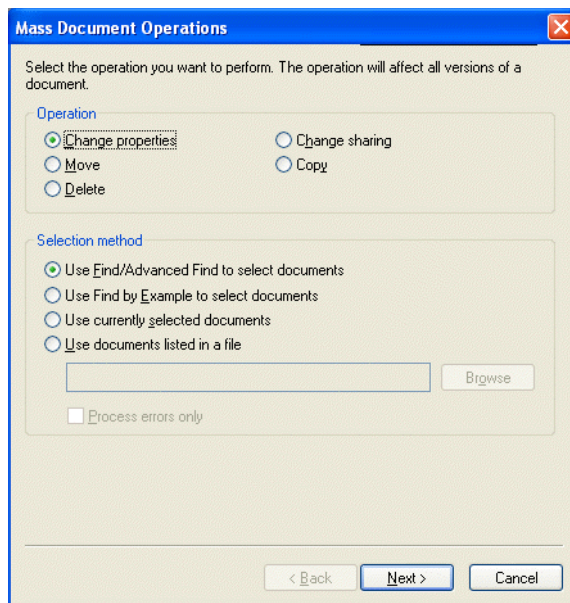 Mass Document Operations
Select the operation you want to perform. The operation will affect all versions of a
document.
Operation
Change properties
Change sharing
Move
Copy
Delete
Selection method
Use Find/Advanced Find to select documents
Use Find by Example to select documents
Use currently selected documents
Use documents listed in a file
Browse
Process errors only
< Back
Next >
Cancel